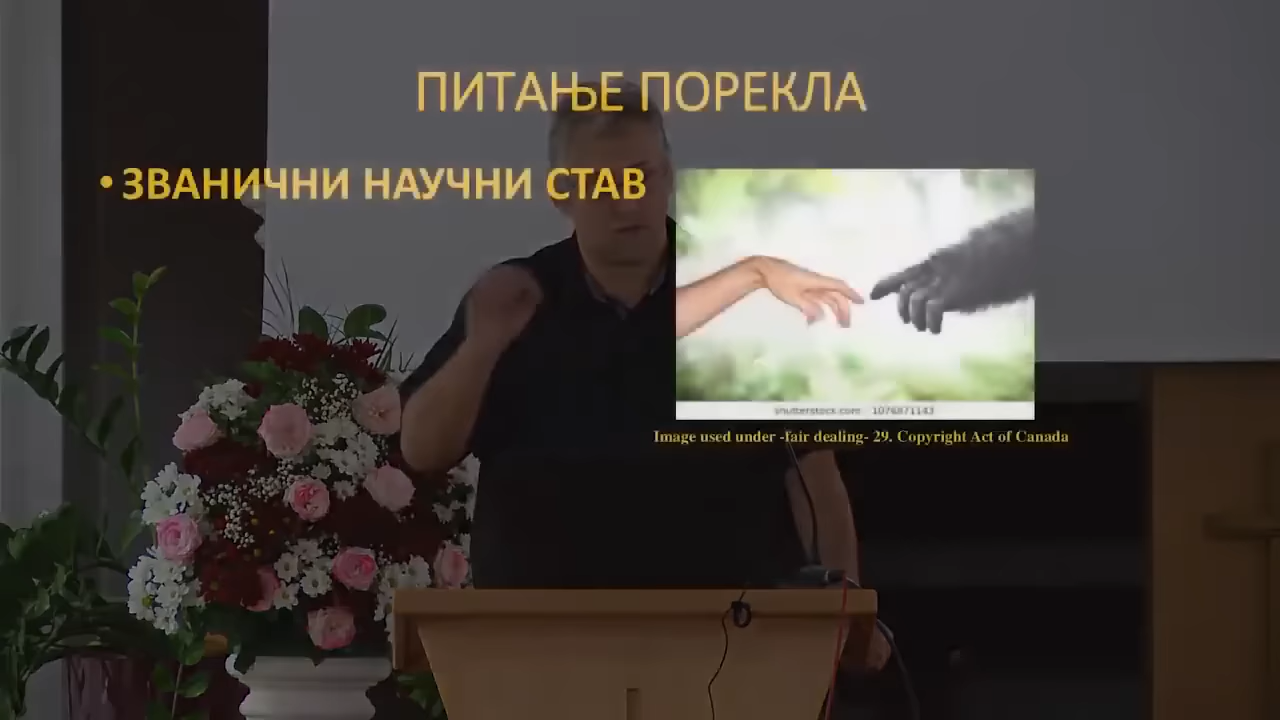 ПИТАЊЕ ПОРЕКЛА
• ЗВАНИЧНИ НАУЧНИ СТАВ
shutterstock.com 1076871143
Image used under -fair dealing- 29. Copyright Act of Canada